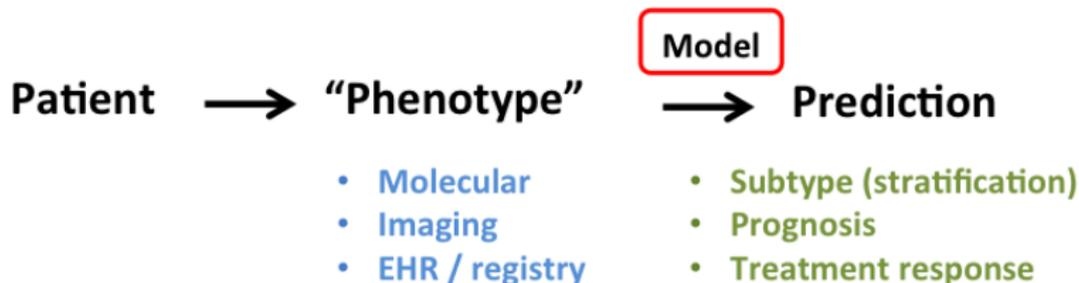 Model
Patient “Phenotype” Prediction
• Molecular
• Imaging
• EHR / registry
• Subtype (stratification)
• Prognosis
• Treatment response